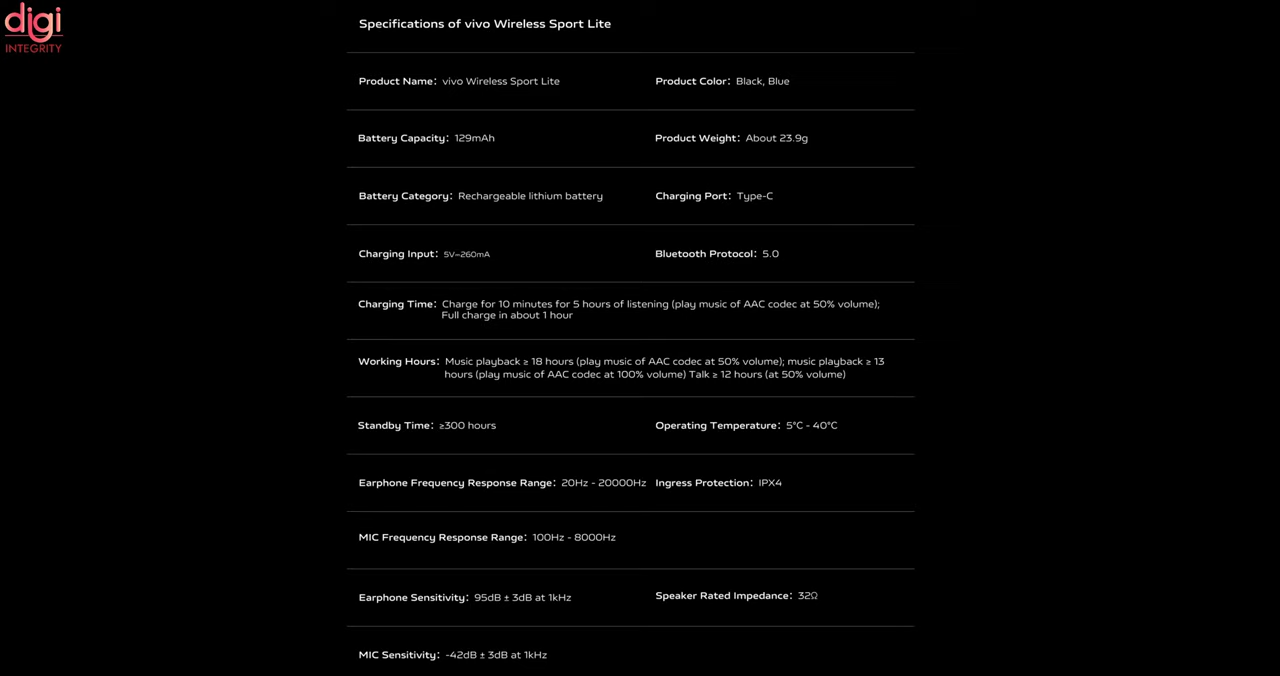 digi
INTEGRITY
Specifications of vivo Wireless Sport Lite
Product Name: vivo Wireless Sport Lite
Product Color: Black, Blue
Battery Capacity: 129mAh
Product Weight: About 23.9g
Battery Category: Rechargeable lithium battery
Charging Port: Type-C
Charging Input: 5V⎓260mA
Bluetooth Protocol: 5.0
Charging Time: Charge for 10 minutes for 5 hours of listening (play music of AAC codec at 50% volume);
Full charge in about 1 hour
Working Hours: Music playback ≥ 18 hours (play music of AAC codec at 50% volume); music playback ≥ 13
hours (play music of AAC codec at 100% volume) Talk ≥ 12 hours (at 50% volume)
Standby Time: ≥300 hours
Operating Temperature: 5°C - 40°C
Earphone Frequency Response Range: 20Hz - 20000Hz
Ingress Protection: IPX4
MIC Frequency Response Range: 100Hz - 8000Hz
Earphone Sensitivity: 95dB ± 3dB at 1kHz
Speaker Rated Impedance: 32Ω
MIC Sensitivity: -42dB ± 3dB at 1kHz